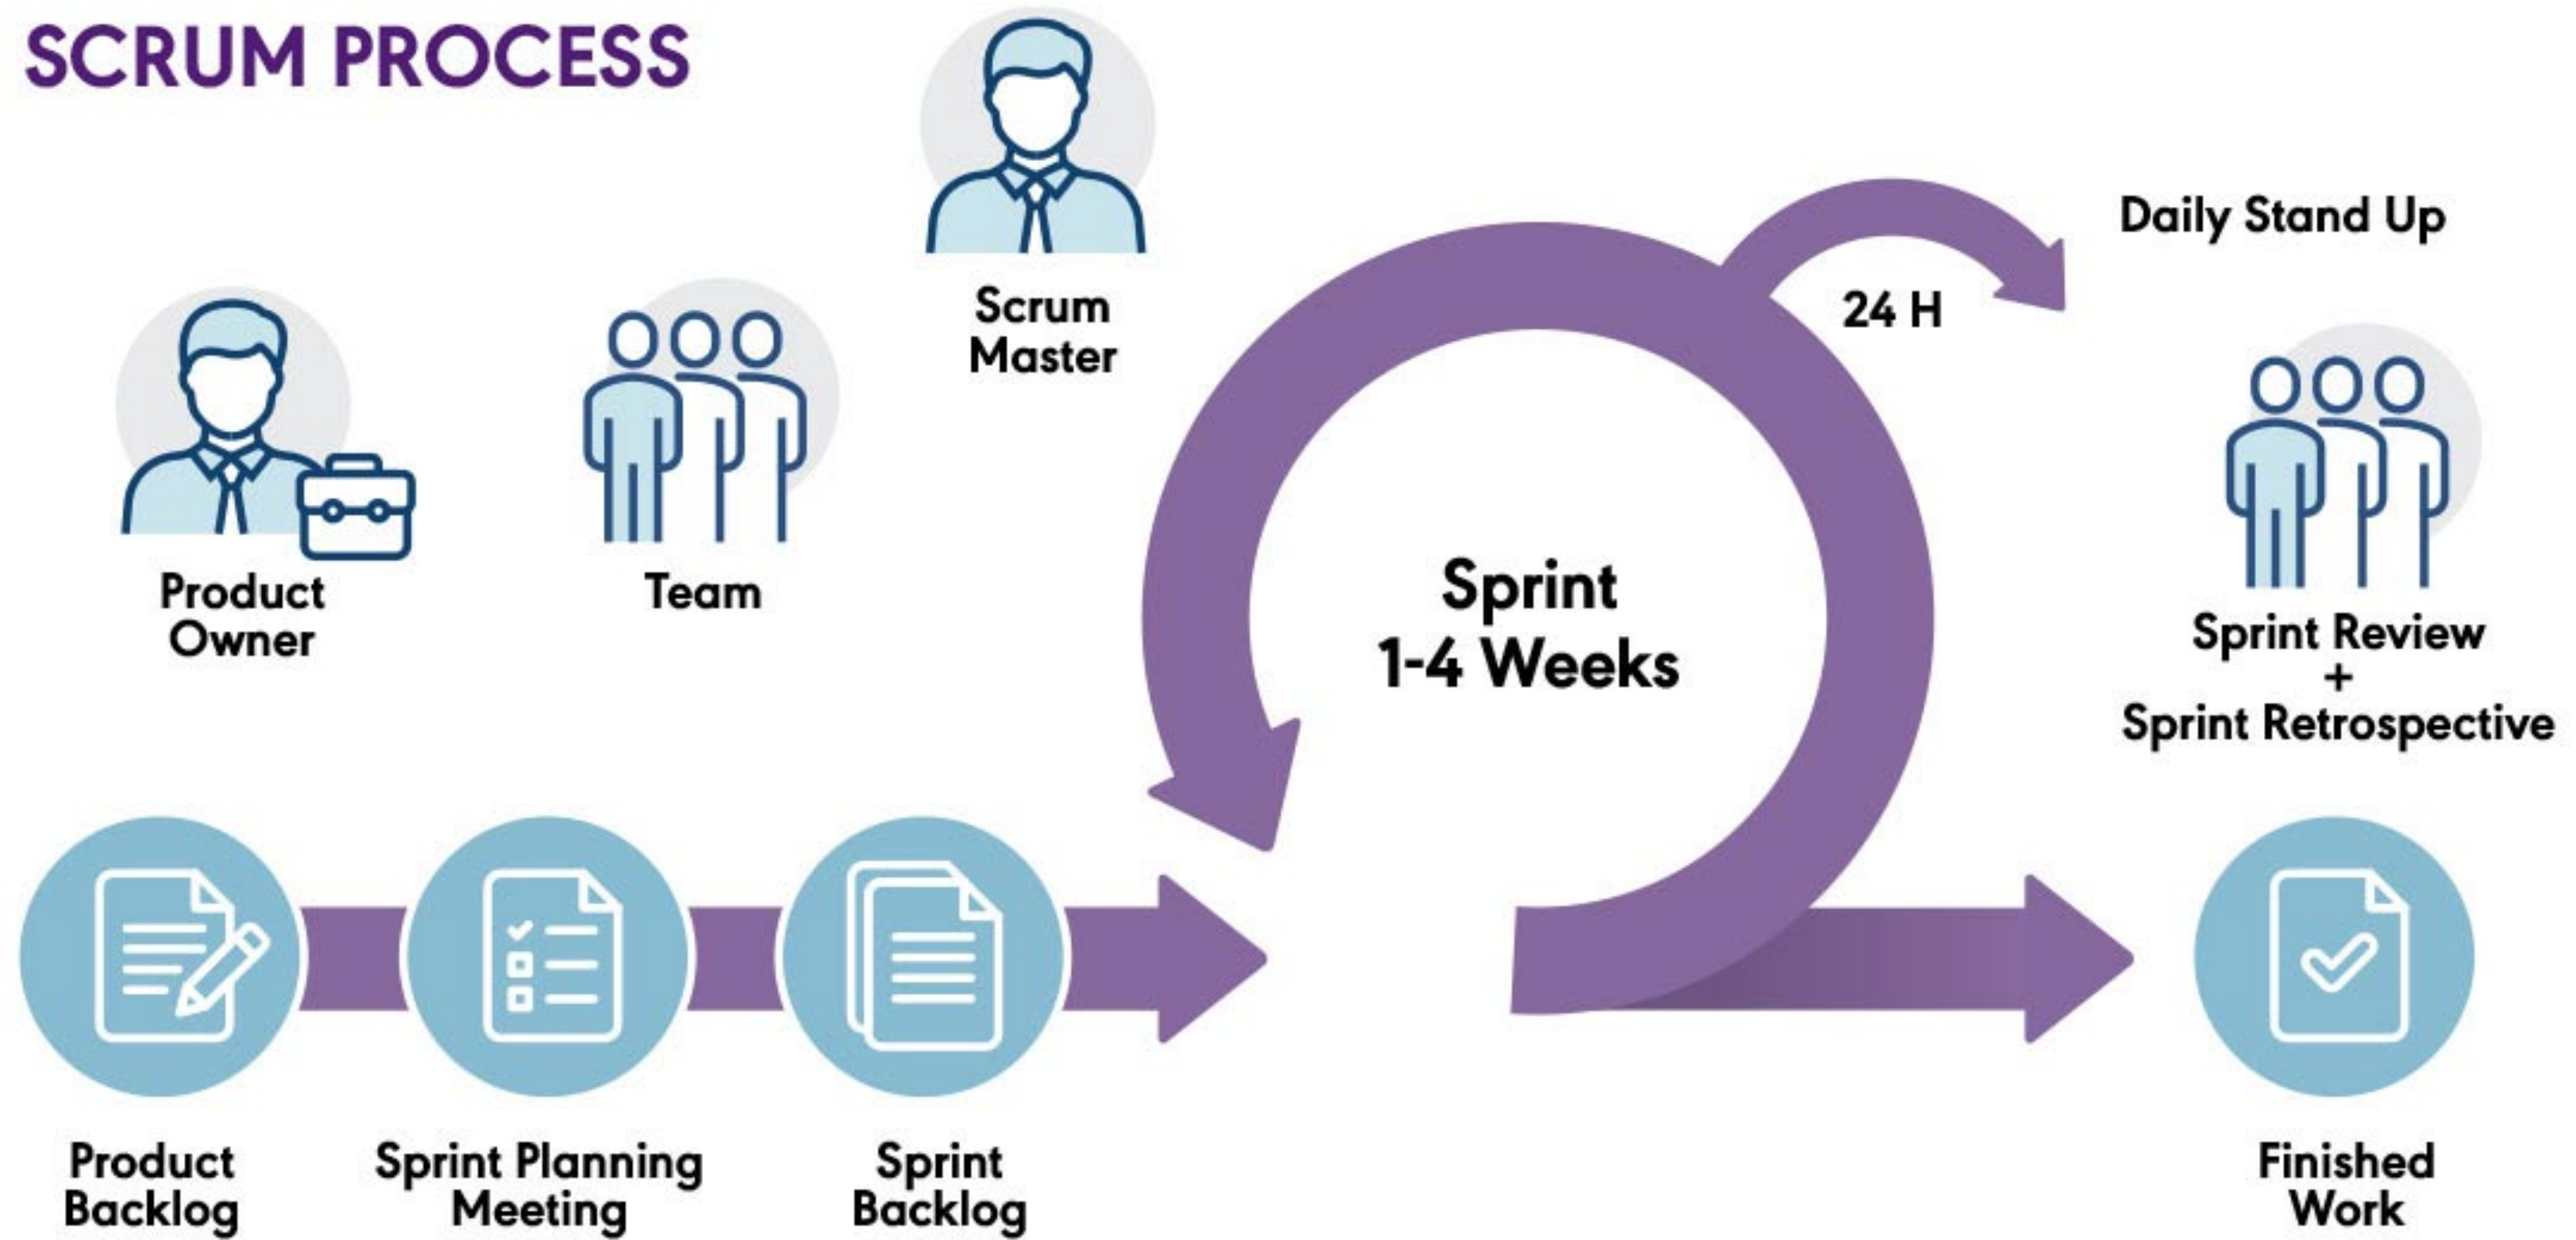 SCRUM PROCESS
Scrum
Master
Product
Owner
Team
Daily Stand Up
24 H
Sprint
1-4 Weeks
Sprint Review
+
Sprint Retrospective
Product
Backlog
Sprint Planning
Meeting
Sprint
Backlog
Finished
Work